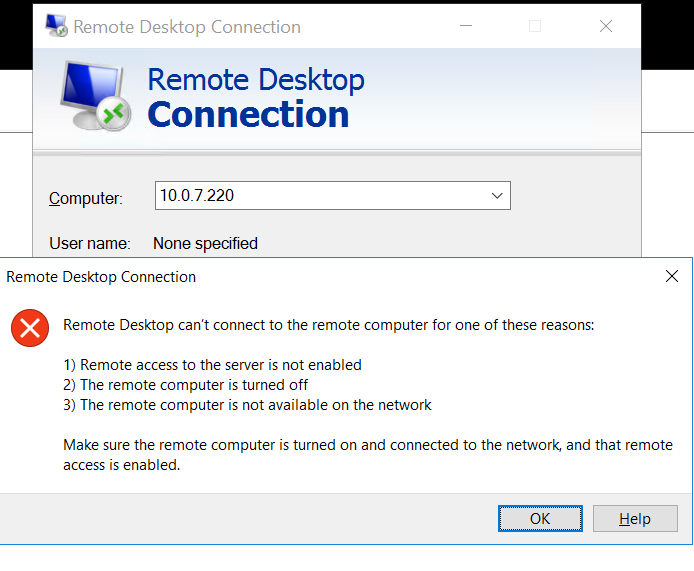 Remote Desktop Connection
Remote Desktop
Connection
Computer: 10.0.7.220
User name: None specified
Remote Desktop Connection
Remote Desktop can't connect to the remote computer for one of these reasons:
1) Remote access to the server is not enabled
2) The remote computer is turned off
3) The remote computer is not available on the network
Make sure the remote computer is turned on and connected to the network, and that remote
access is enabled.
OK Help